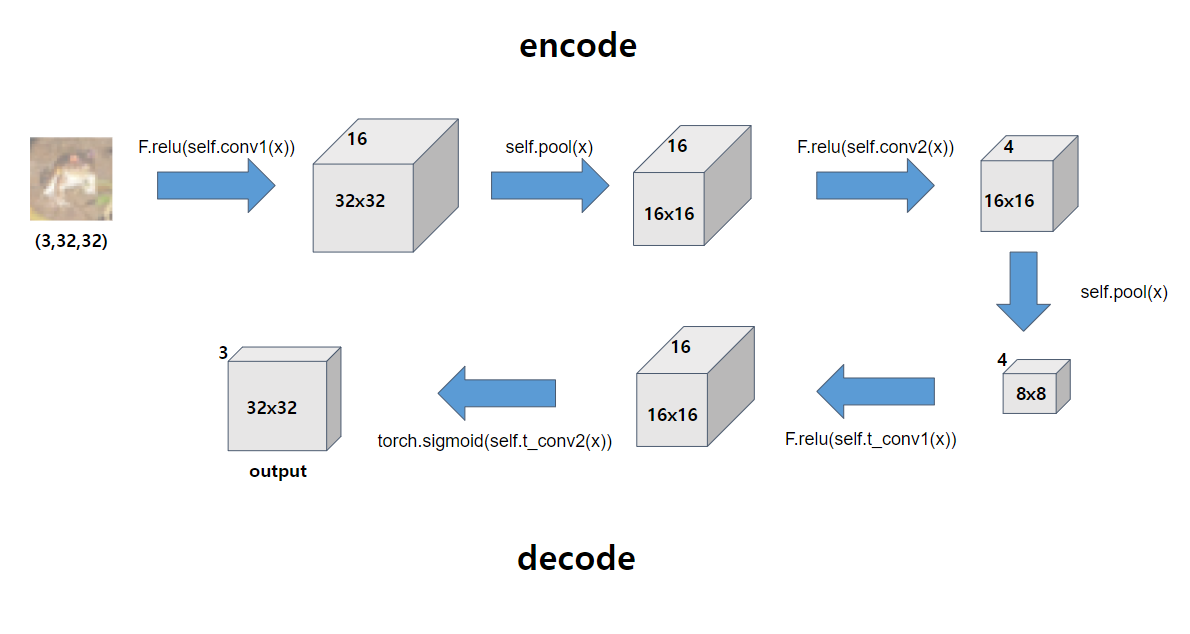 encode
F.relu(self.conv1(x))
16
32x32
(3,32,32)
self.pool(x)
16
16x16
F.relu(self.conv2(x))
4
16x16
self.pool(x)
4
8x8
F.relu(self.t_conv1(x))
16
16x16
torch.sigmoid(self.t_conv2(x))
3
32x32
output
decode